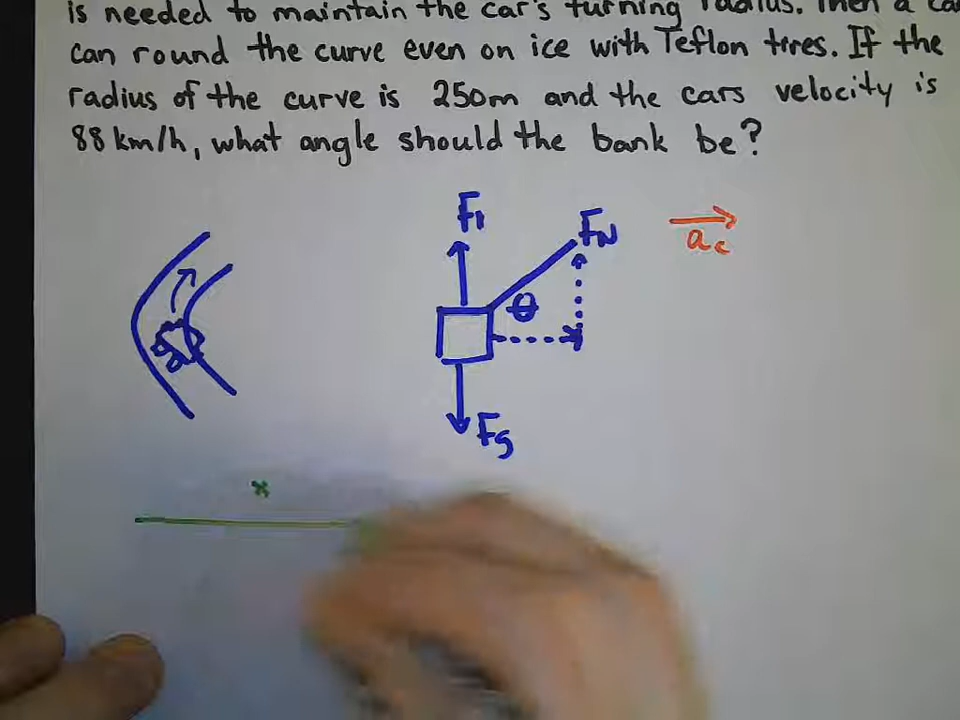 is needed to maintain the car's turning radius. Then a
can round the curve even on ice with Teflon tires. If the
radius of the curve is 250m and the cars velocity is
88 km/h, what angle should the bank be?
F1
FN
ac
θ
Fg
x